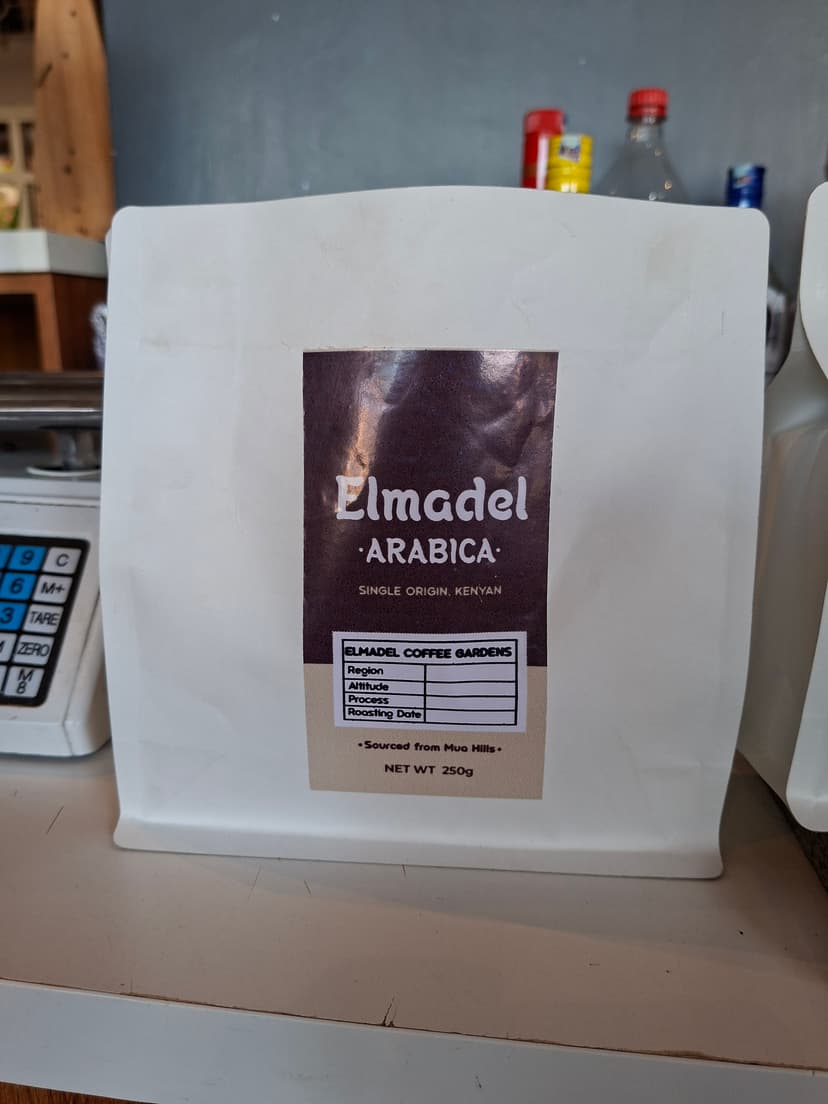 Elmadel
·ARABICA·
SINGLE ORIGIN, KENYAN
ELMADEL COFFEE GARDENS
Region
Altitude
Process
Roasting Date
•Sourced from Mua Hills•
NET WT 250g
9 C
6 M+
3 TARE
ZERO
M
8